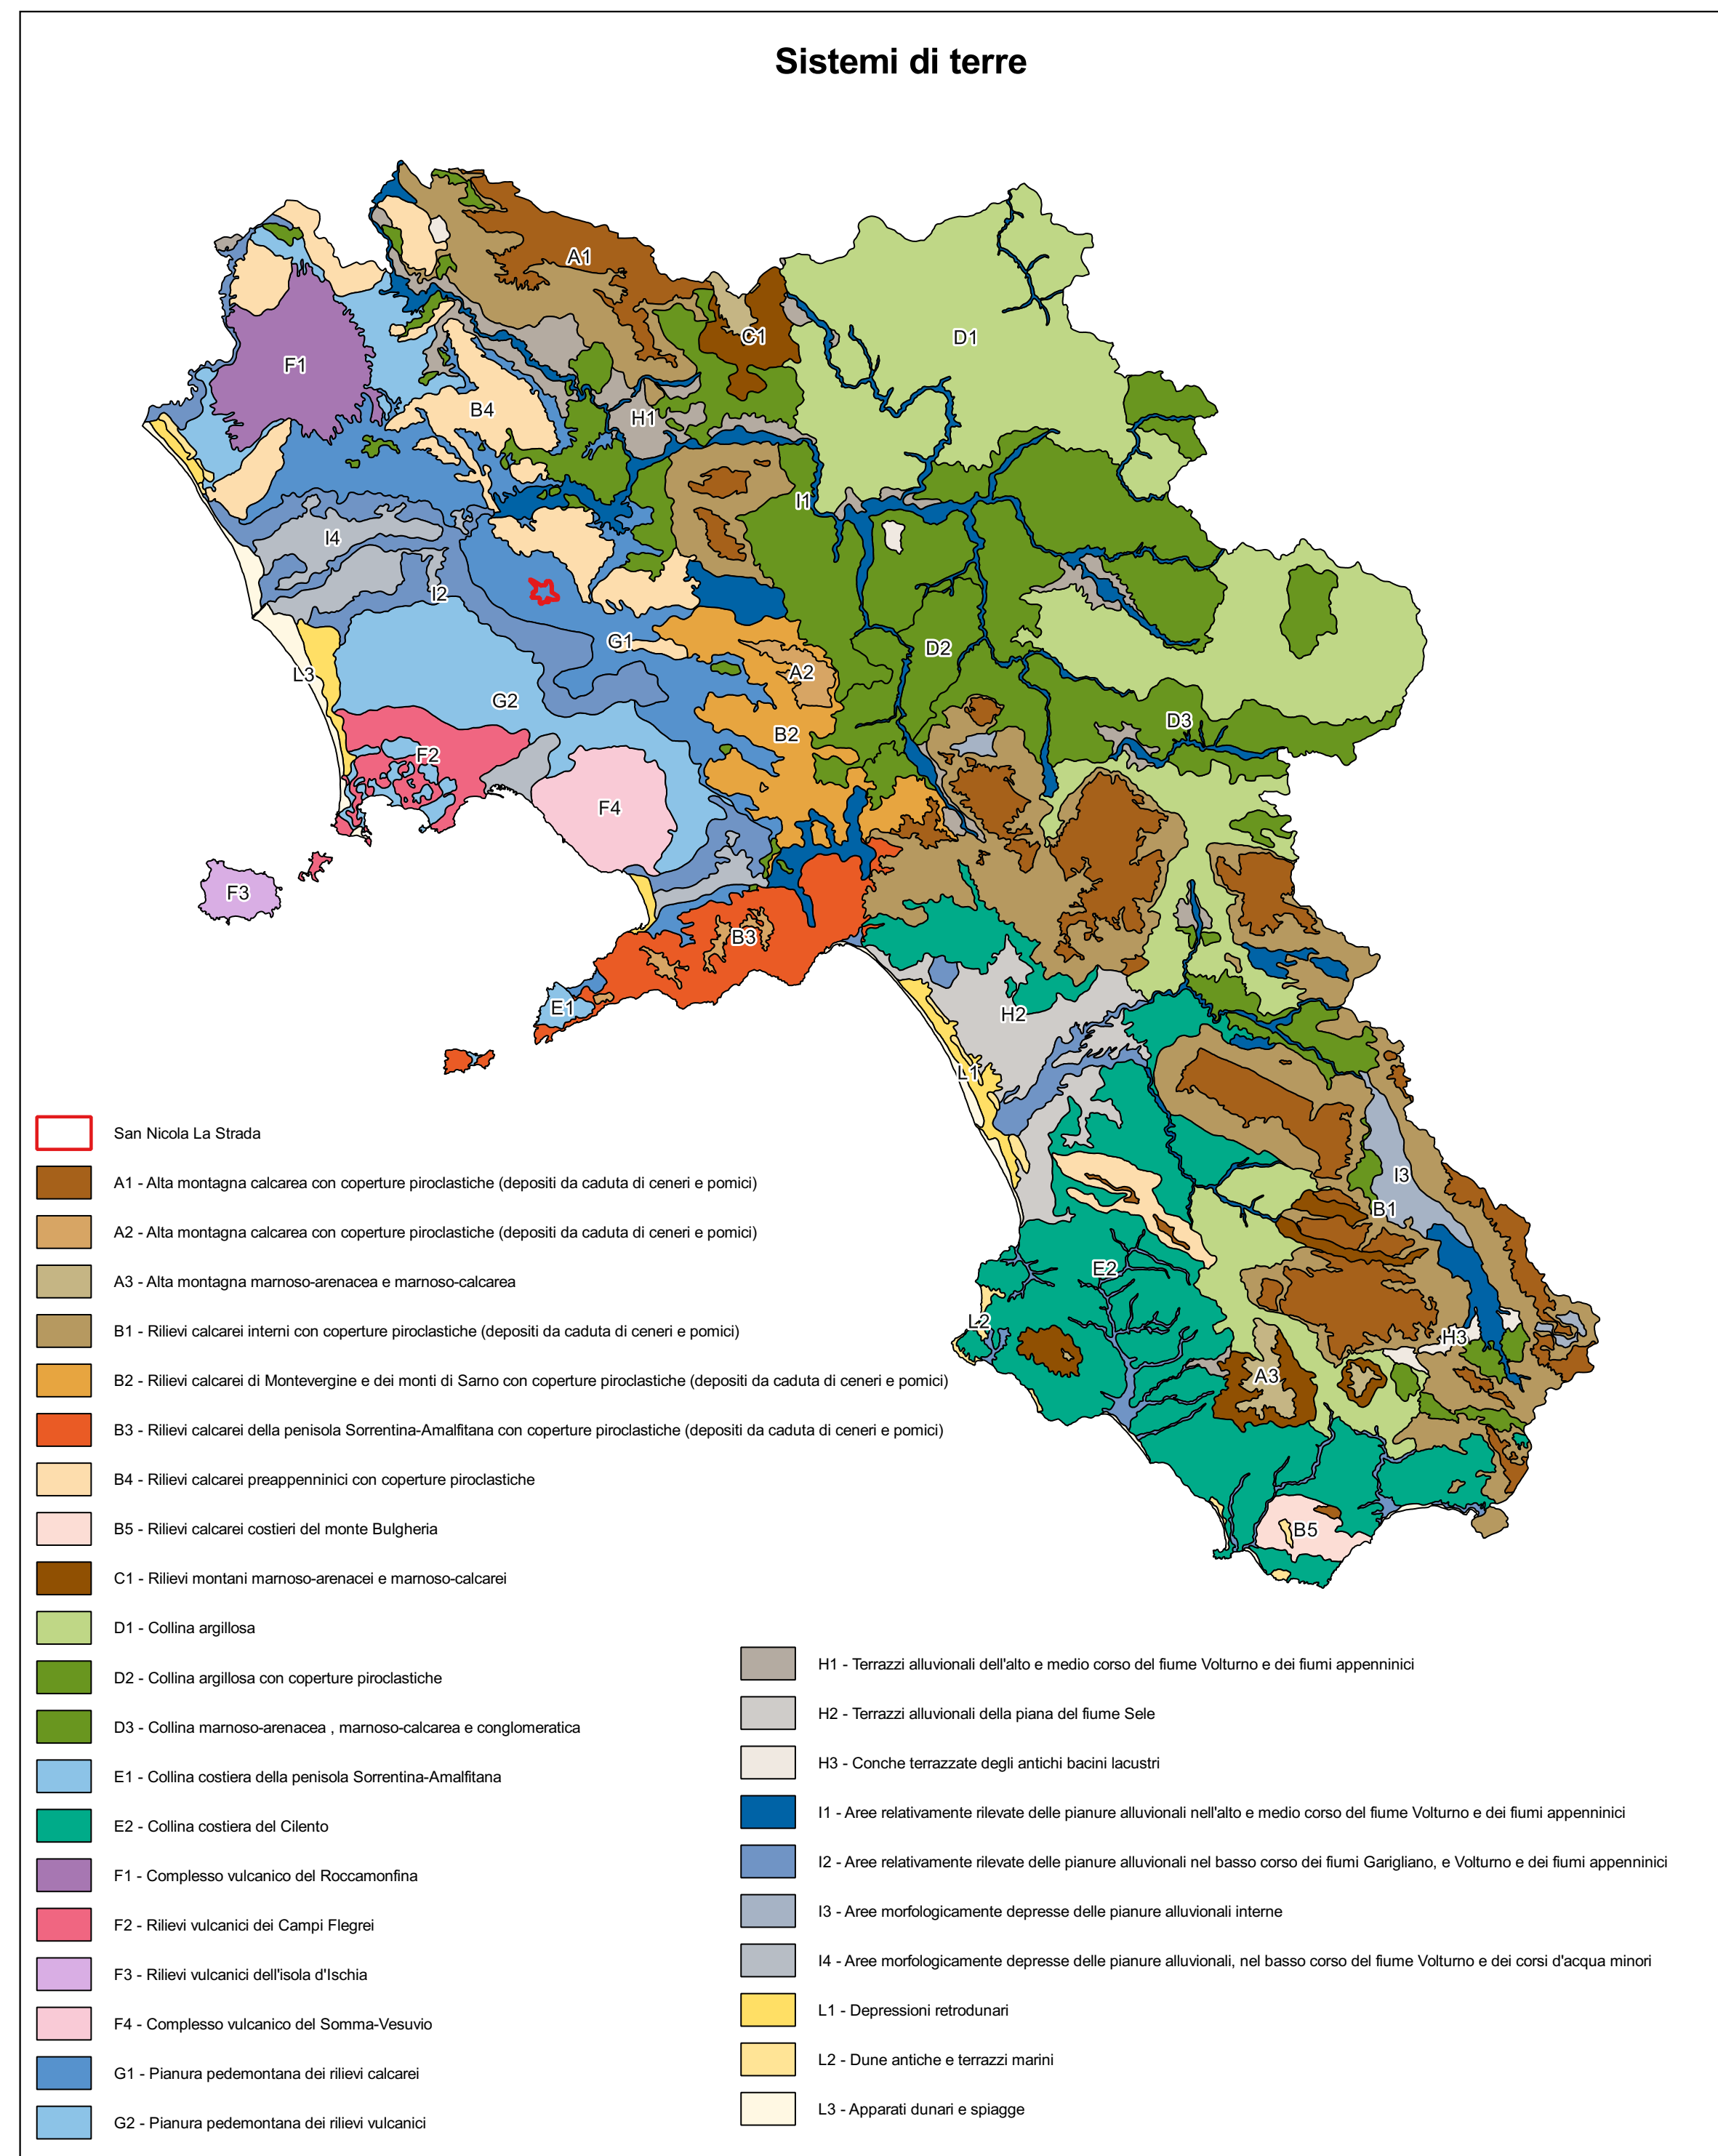 Sistemi di terre
A1
D1
C1
F1
B4
H1
I1
I4
I2
G1
D2
A2
L3
G2
D3
B2
F2
F4
F3
B3
E1
H2
L1
I3
B1
E2
L2
H3
A3
B5
San Nicola La Strada
A1 - Alta montagna calcarea con coperture piroclastiche (depositi da caduta di ceneri e pomici)
A2 - Alta montagna calcarea con coperture piroclastiche (depositi da caduta di ceneri e pomici)
A3 - Alta montagna marnoso-arenacea e marnoso-calcarea
B1 - Rilievi calcarei interni con coperture piroclastiche (depositi da caduta di ceneri e pomici)
B2 - Rilievi calcarei di Montevergine e dei monti di Sarno con coperture piroclastiche (depositi da caduta di ceneri e pomici)
B3 - Rilievi calcarei della penisola Sorrentina-Amalfitana con coperture piroclastiche (depositi da caduta di ceneri e pomici)
B4 - Rilievi calcarei preappenninici con coperture piroclastiche
B5 - Rilievi calcarei costieri del monte Bulgheria
C1 - Rilievi montani marnoso-arenacei e marnoso-calcarei
D1 - Collina argillosa
D2 - Collina argillosa con coperture piroclastiche
D3 - Collina marnoso-arenacea , marnoso-calcarea e conglomeratica
E1 - Collina costiera della penisola Sorrentina-Amalfitana
E2 - Collina costiera del Cilento
F1 - Complesso vulcanico del Roccamonfina
F2 - Rilievi vulcanici dei Campi Flegrei
F3 - Rilievi vulcanici dell'isola d'Ischia
F4 - Complesso vulcanico del Somma-Vesuvio
G1 - Pianura pedemontana dei rilievi calcarei
G2 - Pianura pedemontana dei rilievi vulcanici
H1 - Terrazzi alluvionali dell'alto e medio corso del fiume Volturno e dei fiumi appenninici
H2 - Terrazzi alluvionali della piana del fiume Sele
H3 - Conche terrazzate degli antichi bacini lacustri
I1 - Aree relativamente rilevate delle pianure alluvionali nell'alto e medio corso del fiume Volturno e dei fiumi appenninici
I2 - Aree relativamente rilevate delle pianure alluvionali nel basso corso dei fiumi Garigliano, e Volturno e dei fiumi appenninici
I3 - Aree morfologicamente depresse delle pianure alluvionali interne
I4 - Aree morfologicamente depresse delle pianure alluvionali, nel basso corso del fiume Volturno e dei corsi d'acqua minori
L1 - Depressioni retrodunari
L2 - Dune antiche e terrazzi marini
L3 - Apparati dunari e spiagge